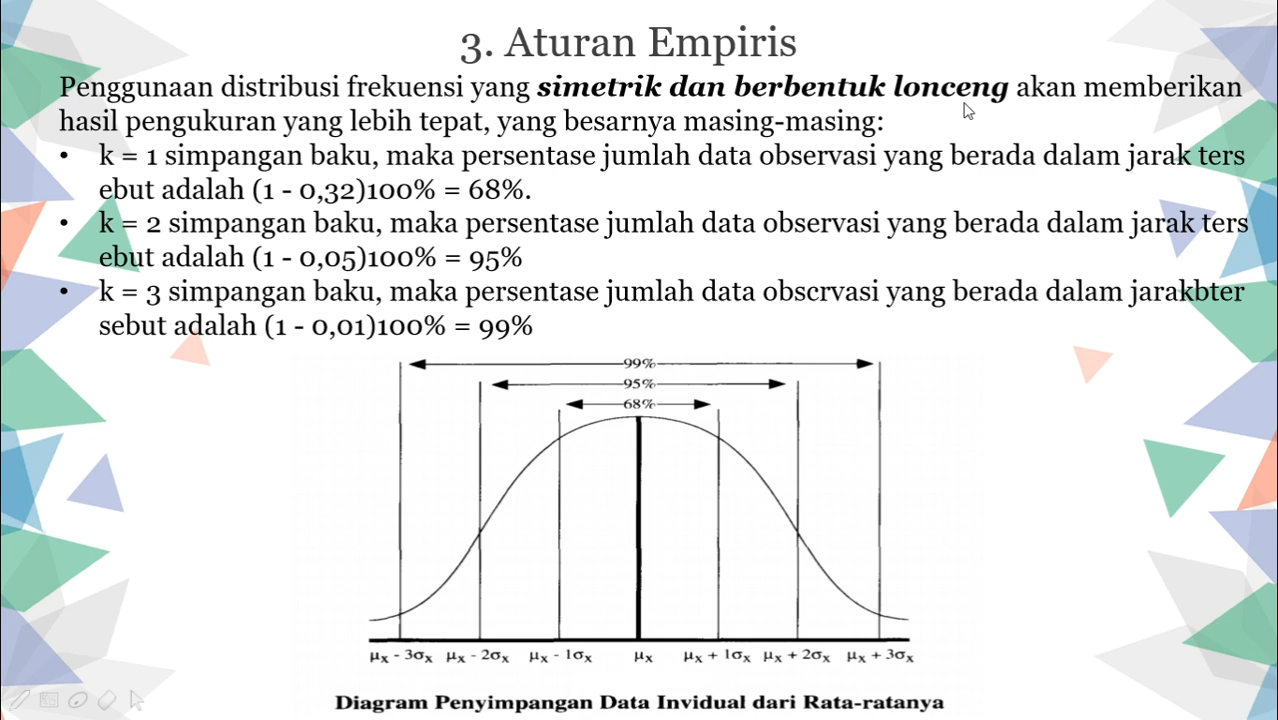 3. Aturan Empiris
Penggunaan distribusi frekuensi yang simetrik dan berbentuk lonceng akan memberikan
hasil pengukuran yang lebih tepat, yang besarnya masing-masing:
• k = 1 simpangan baku, maka persentase jumlah data observasi yang berada dalam jarak ters
ebut adalah (1 - 0,32)100% = 68%.
• k = 2 simpangan baku, maka persentase jumlah data observasi yang berada dalam jarak ters
ebut adalah (1 - 0,05)100% = 95%
• k = 3 simpangan baku, maka persentase jumlah data obscrvasi yang berada dalam jarakbter
sebut adalah (1 - 0,01)100% = 99%
99%
95%
68%
μx - 3σx μx - 2σx μx - 1σx μx μx + 1σx μx + 2σx μx + 3σx
Diagram Penyimpangan Data Invidual dari Rata-ratanya